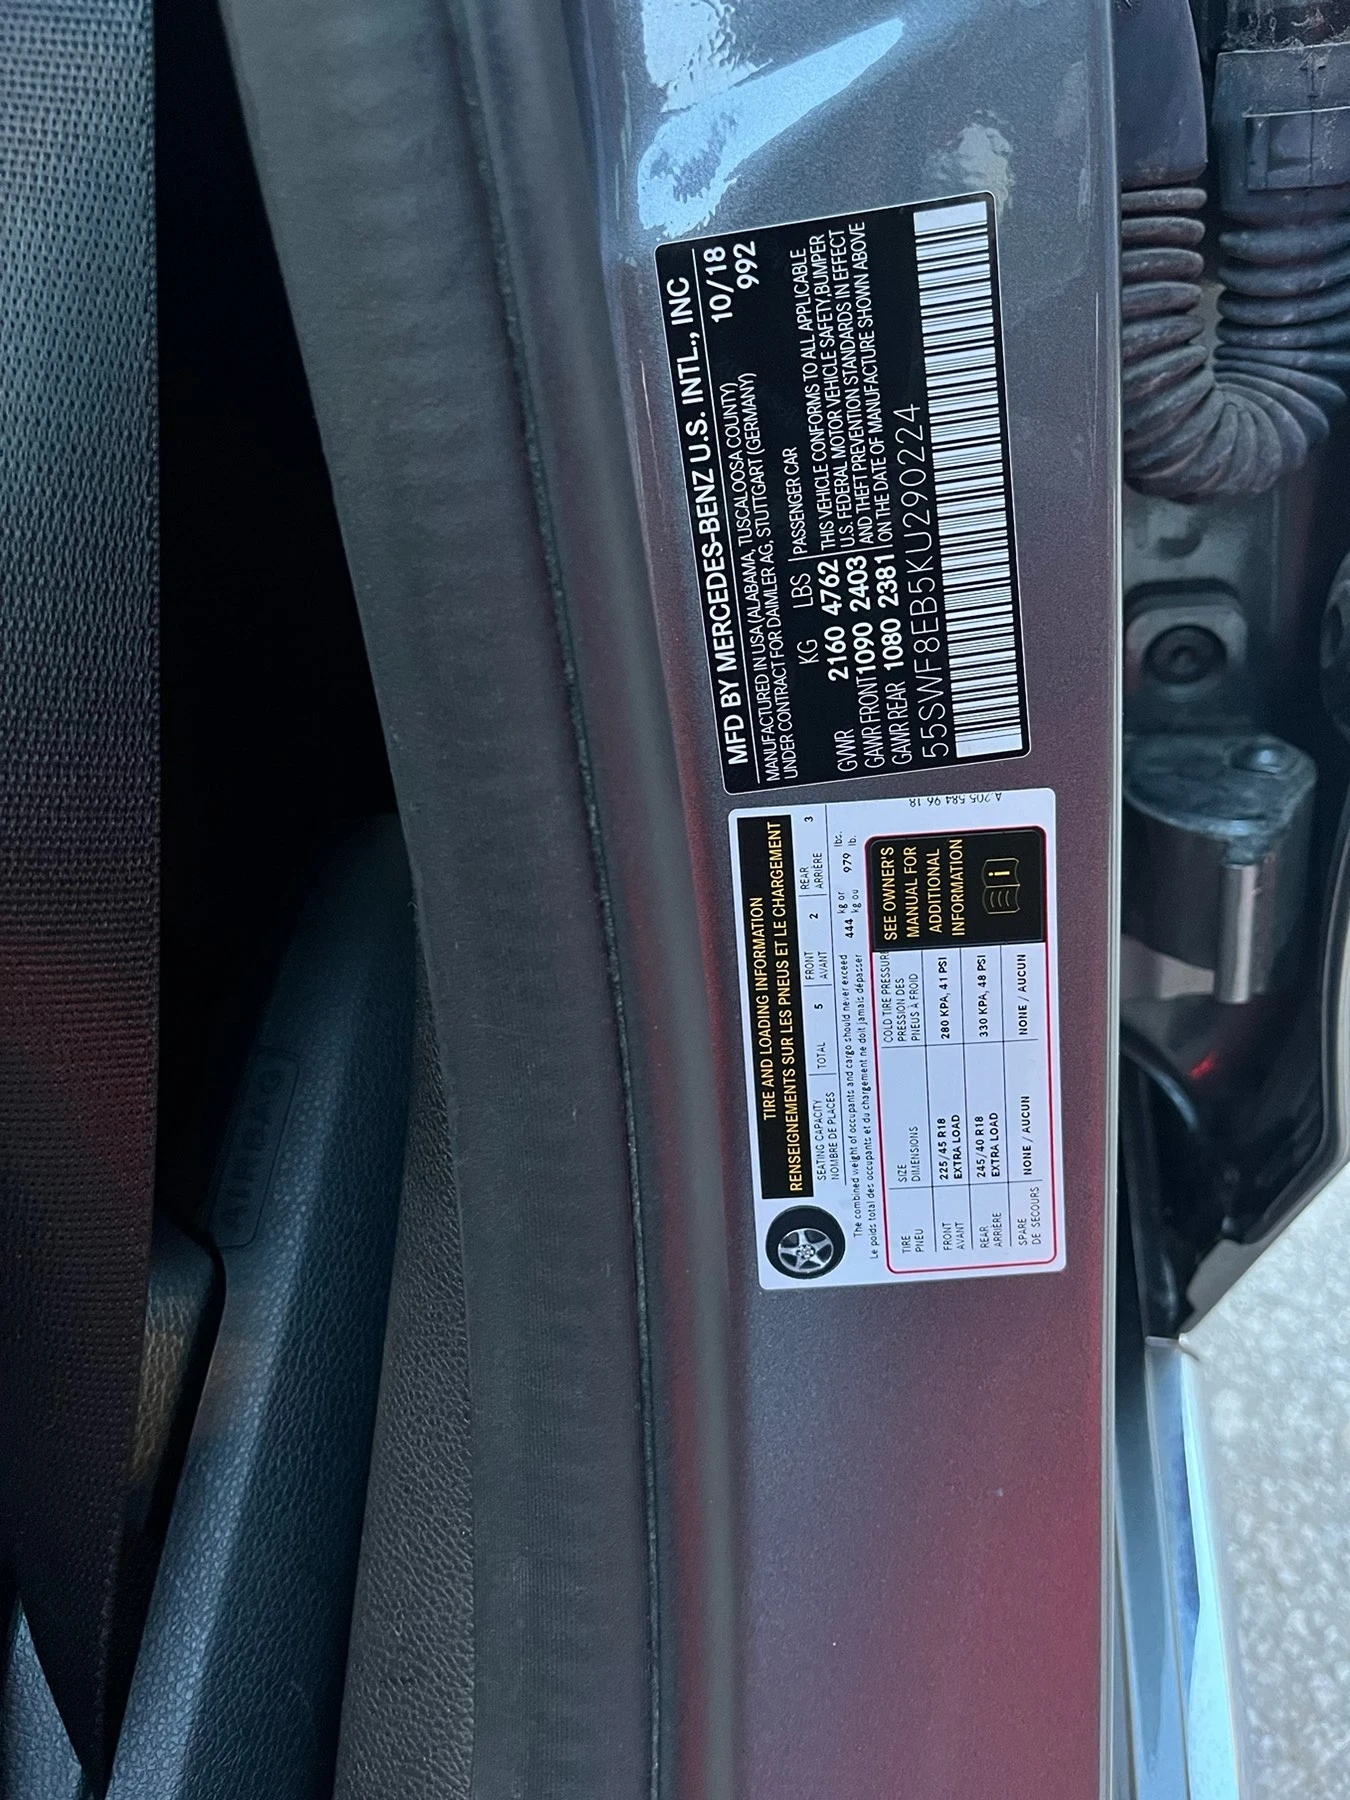 MFD BY MERCEDES-BENZ U.S. INTL., INC
MANUFACTURED IN USA (ALABAMA, TUSCALOOSA COUNTY) 10/18
UNDER CONTRACT FOR DAIMLER AG, STUTTGART (GERMANY) 992
KG LBS PASSENGER CAR
GWR 2160 4762 THIS VEHICLE CONFORMS TO ALL APPLICABLE
GAWR FRONT 1090 2403 U.S. FEDERAL MOTOR VEHICLE SAFETY, BUMPER
GAWR REAR 1080 2381 AND THEFT PREVENTION STANDARDS IN EFFECT
ON THE DATE OF MANUFACTURE SHOWN ABOVE
55SWF8EB5KU290224
TIRE AND LOADING INFORMATION
RENSEIGNEMENTS SUR LES PNEUS ET LE CHARGEMENT
SEATING CAPACITY
NOMBRE DE PLACES
TOTAL 5
FRONT
AVANT 2
REAR
ARRIÈRE 3
The combined weight of occupants and cargo should never exceed 444 kg or 979 lbs.
Le poids total des occupants et du chargement ne doit jamais dépasser kg ou lb.
TIRE
PNEU
SIZE
DIMENSIONS
COLD TIRE PRESSURE
PRESSION DES
PNEUS À FROID
FRONT
AVANT
225/45 R18
EXTRA LOAD
280 KPA, 41 PSI
REAR
ARRIÈRE
245/40 R18
EXTRA LOAD
330 KPA, 48 PSI
SPARE
DE SECOURS
NONE / AUCUN
NONE / AUCUN
SEE OWNER'S
MANUAL FOR
ADDITIONAL
INFORMATION
i
A 205 584 96 18